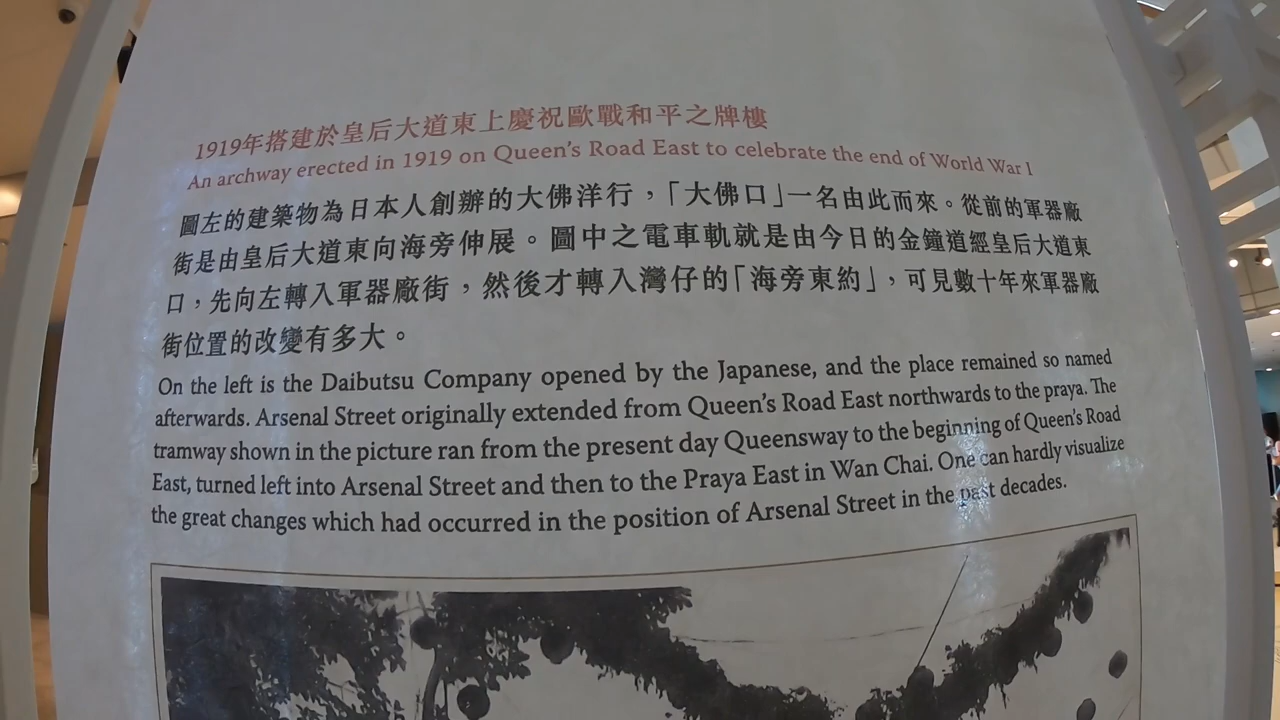 1919年搭建於皇后大道東上慶祝歐戰和平之牌樓
An archway erected in 1919 on Queen's Road East to celebrate the end of World War I
圖左的建築物為日本人創辦的大佛洋行，「大佛口」一名由此而來。從前的軍器廠
街是由皇后大道東向海旁伸展。圖中之電車軌就是由今日的金鐘道經皇后大道東
口，先向左轉入軍器廠街，然後才轉入灣仔的「海旁東約」，可見數十年來軍器廠
街位置的改變有多大。
On the left is the Daibutsu Company opened by the Japanese, and the place remained so named
afterwards. Arsenal Street originally extended from Queen's Road East northwards to the praya. The
tramway shown in the picture ran from the present day Queensway to the beginning of Queen's Road
East, turned left into Arsenal Street and then to the Praya East in Wan Chai. One can hardly visualize
the great changes which had occurred in the position of Arsenal Street in the past decades.